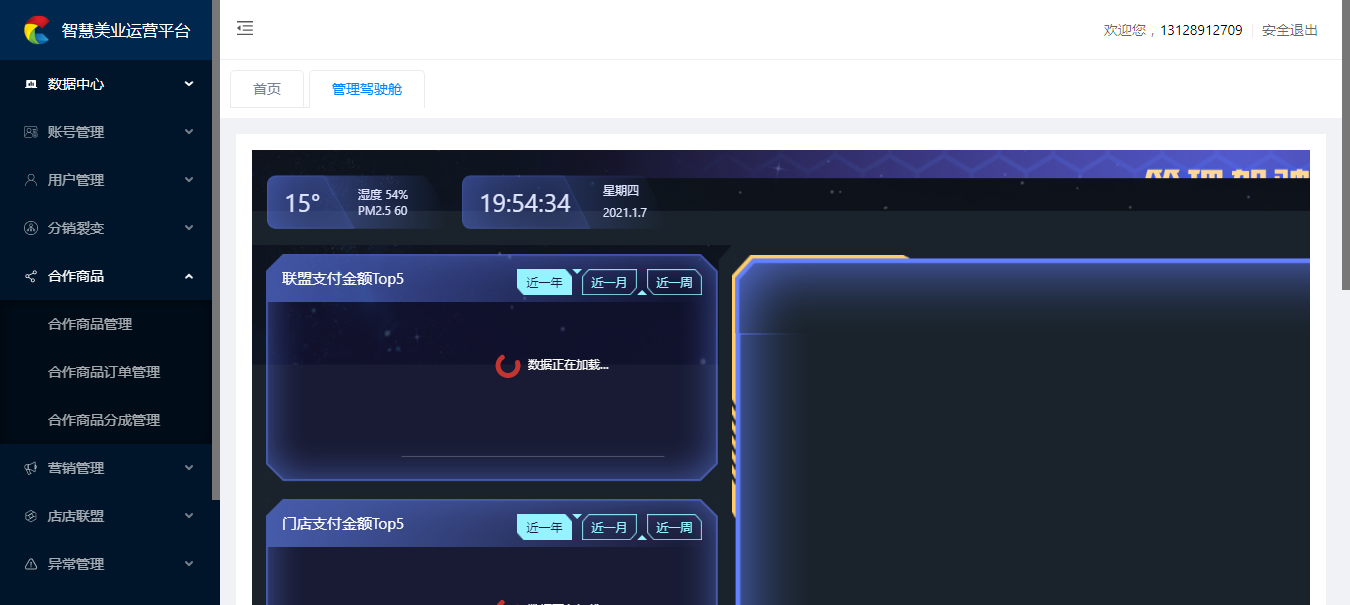 智慧美业运营平台
欢迎您，13128912709
安全退出
数据中心
账号管理
用户管理
分销裂变
合作商品
合作商品管理
合作商品订单管理
合作商品分成管理
营销管理
店店联盟
异常管理
首页
管理驾驶舱
15°
湿度 54%
PM2.5 60
19:54:34
星期四
2021.1.7
联盟支付金额Top5
近一年
近一月
近一周
数据正在加载...
门店支付金额Top5
近一年
近一月
近一周